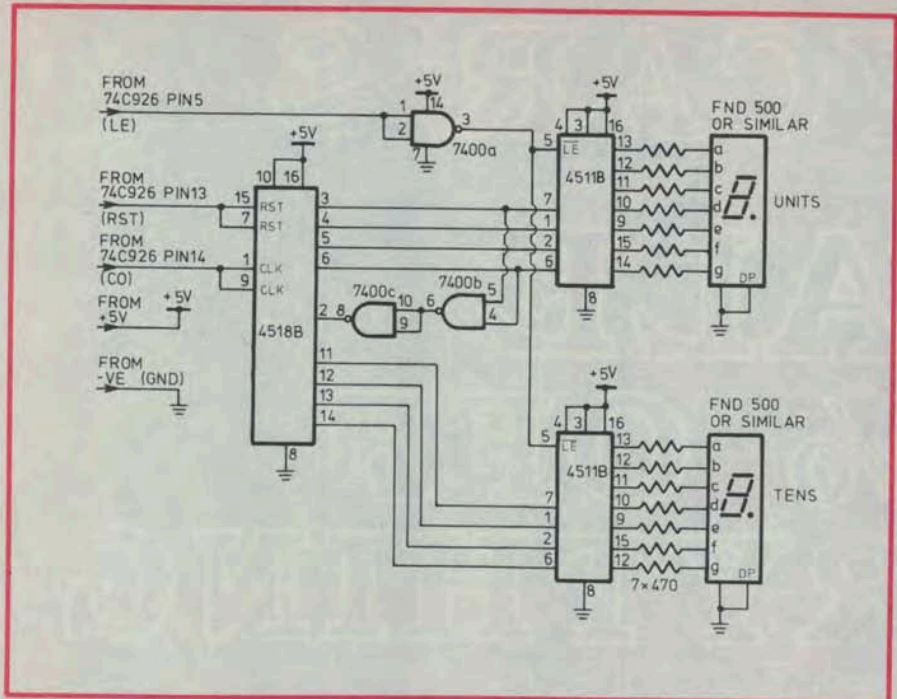 FROM
74C926 PIN5
(LE)
+5V
1
14
2
3
7
7400a
FROM
74C926 PIN13
(RST)
FROM
74C926 PIN14
(CO)
FROM
+5V
+5V
FROM
-VE (GND)
+5V
10
16
15
RST
7
RST
1
CLK
9
CLK
4518B
3
4
5
6
2
11
12
13
14
8
7400c
8
10
9
7400b
6
5
4
+5V
4
3
16
5
LE
4511B
7
1
2
6
13
12
11
10
9
15
14
8
FND 500
OR SIMILAR
a
b
c
d
e
f
g
DP
UNITS
+5V
4
3
16
5
LE
4511B
7
1
2
6
13
12
11
10
9
15
12
8
7×470
FND 500
OR SIMILAR
a
b
c
d
e
f
g
DP
TENS